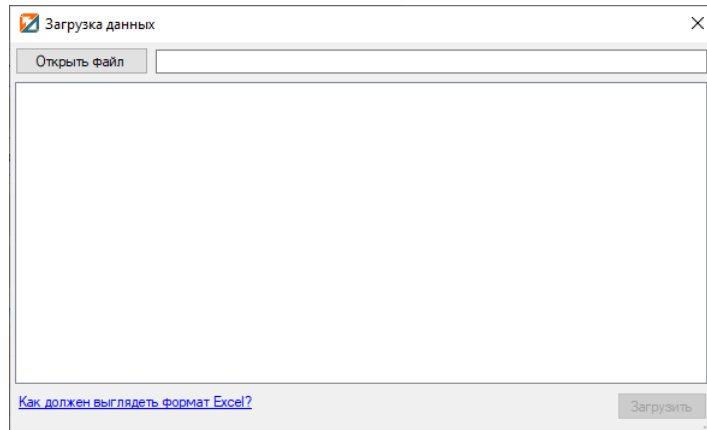 Загрузка данных
Открыть файл
Как должен выглядеть формат Excel?
Загрузить